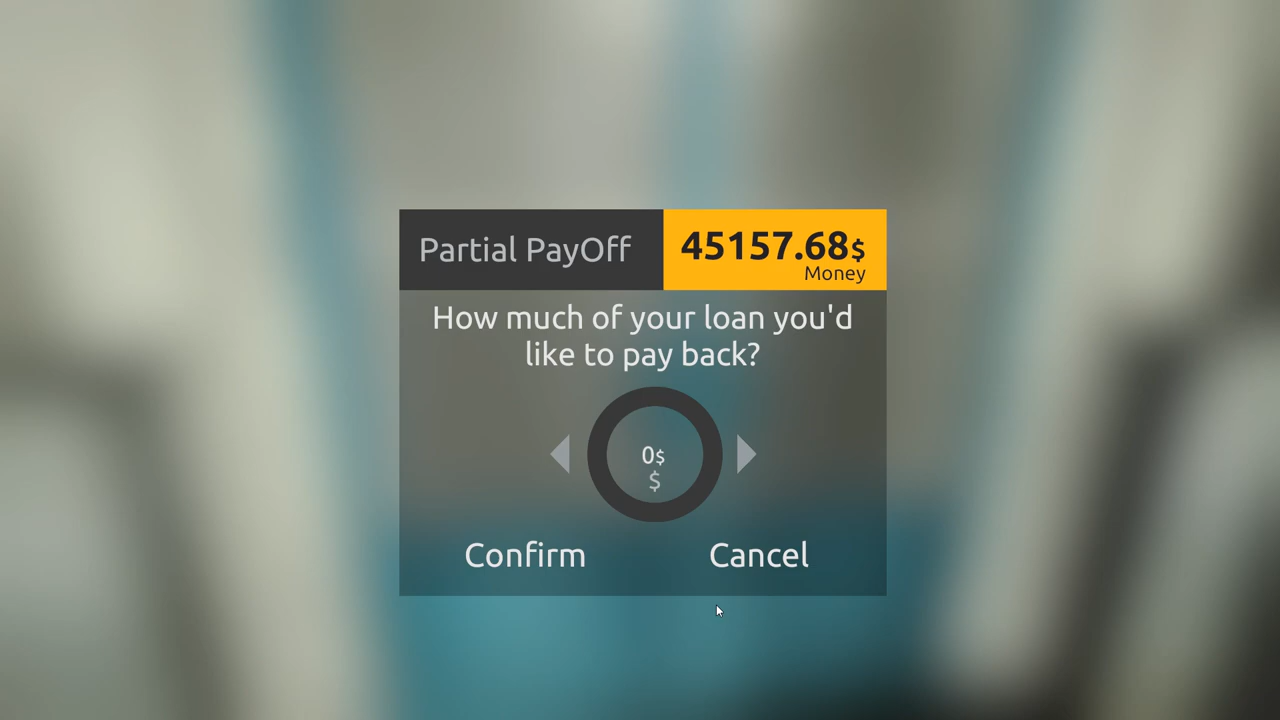 Partial PayOff
45157.68$
Money
How much of your loan you'd
like to pay back?
0$
$
Confirm
Cancel